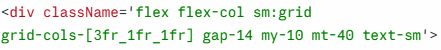 <div className='flex flex-col sm:grid
grid-cols-[3fr_1fr_1fr] gap-14 my-10 mt-40 text-sm'>